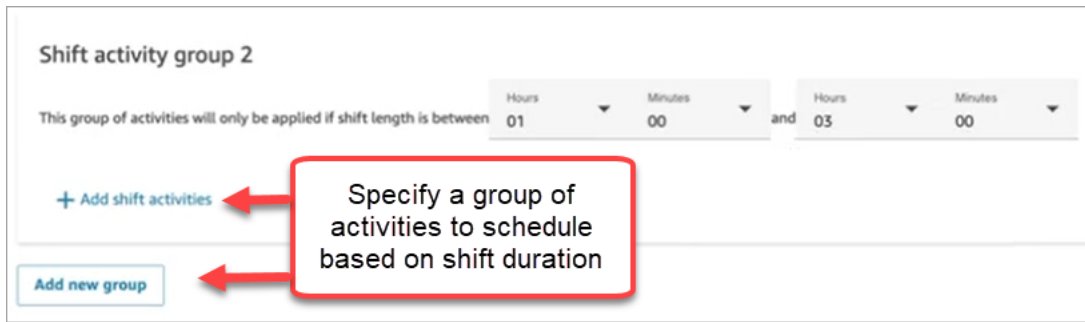 Shift activity group 2
Hours Minutes Hours Minutes
This group of activities will only be applied if shift length is between 01 00 and 03 00
+ Add shift activities
Specify a group of
activities to schedule
based on shift duration
Add new group